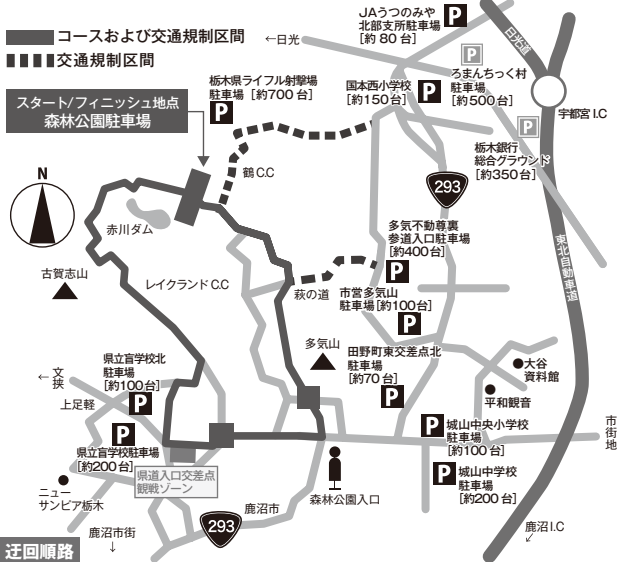 コースおよび交通規制区間
交通規制区間
スタート/フィニッシュ地点
森林公園駐車場
←日光
JAうつのみや
北部支所駐車場
[約80台]
P
日光道
栃木県ライフル射撃場
駐車場 [約700台]
P
国本西小学校
[約150台]
P
P
ろまんちっく村
駐車場
[約500台]
宇都宮 I.C
P
栃木銀行
総合グラウンド
[約350台]
鶴C.C
293
N
赤川ダム
多気不動尊裏
参道入口駐車場
[約400台]
P
東北自動車道
古賀志山
レイクランドC.C
萩の道
市営多気山
駐車場 [約100台]
P
多気山
田野町東交差点北
駐車場
[約70台]
P
大谷
資料館
平和観音
県立盲学校北
駐車場
[約100台]
P
←文挟
上足軽
P
県立盲学校駐車場
[約200台]
P
城山中央小学校
駐車場
[約100台]
市街地
→
県道入口交差点
観戦ゾーン
P
城山中学校
駐車場
[約200台]
ニュー
サンピア栃木
森林公園入口
鹿沼市
293
鹿沼市街
↓
鹿沼I.C
↙
迂回順路